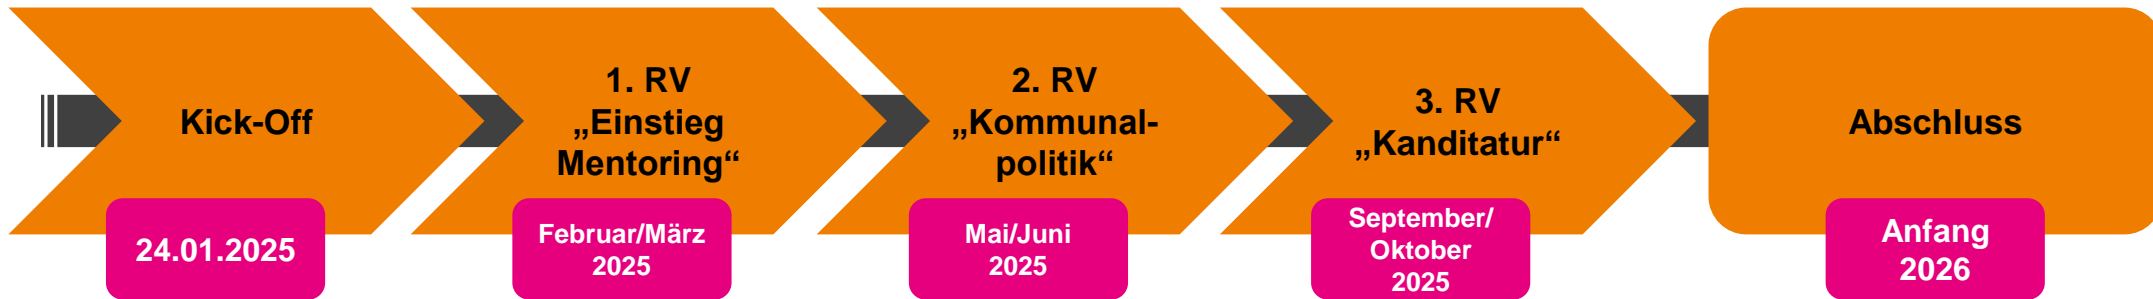 Kick-Off
24.01.2025
1. RV
„Einstieg
Mentoring“
Februar/März
2025
2. RV
„Kommunal-
politik“
Mai/Juni
2025
3. RV
„Kanditatur“
September/
Oktober
2025
Abschluss
Anfang
2026